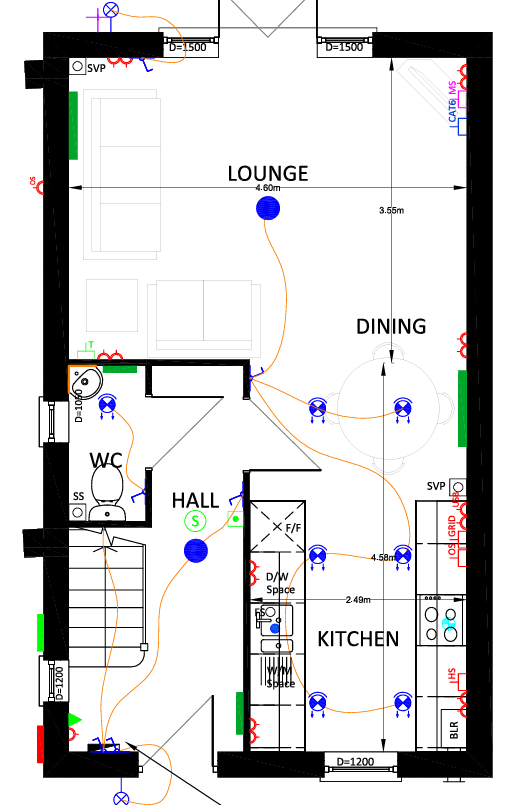 D=1500
D=1500
SVP
MS
CAT6
OS
LOUNGE
4.60m
3.55m
DINING
T
D=1050
WC
SS
HALL
S
SVP
USB
F/F
GRID
OS
4.58m
D/W
Space
2.49m
FS
KITCHEN
W/M
Space
HS
D=1200
BLR
D=1200